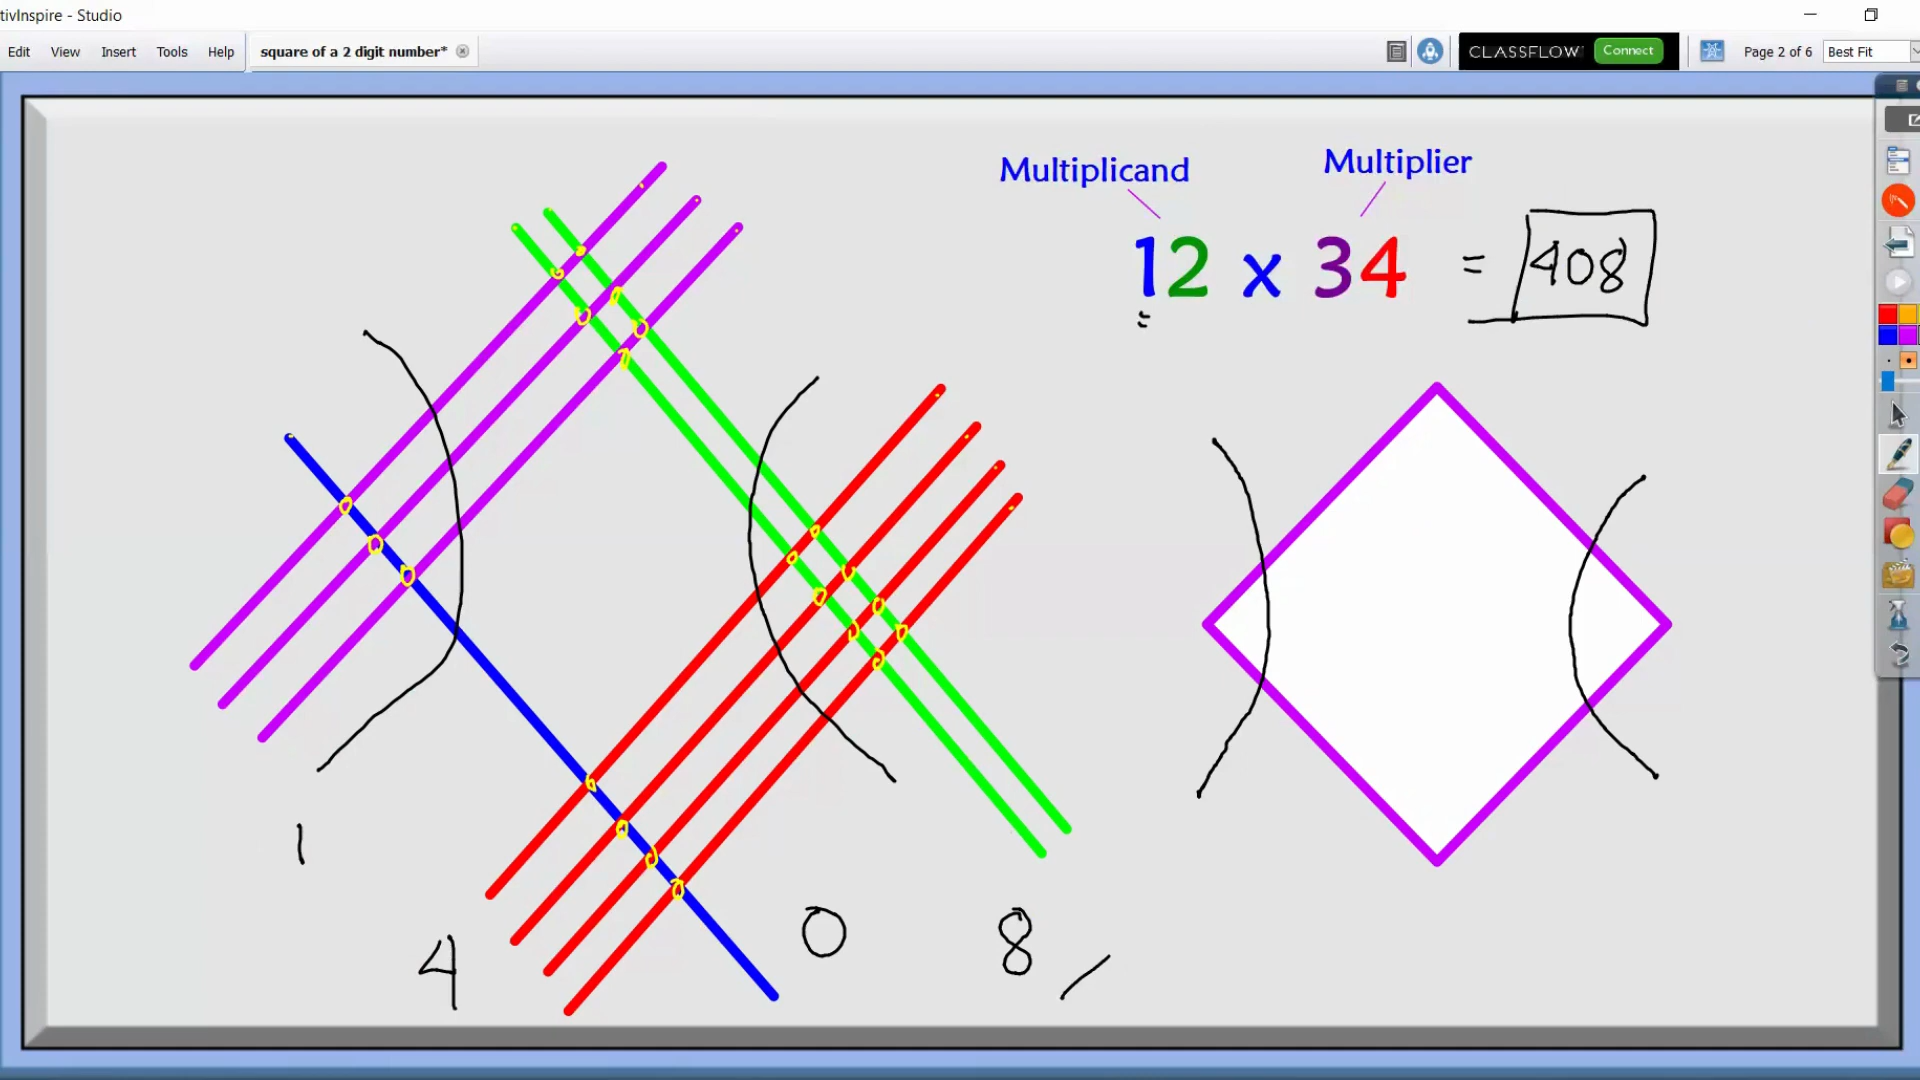 tivInspire - Studio
Edit View Insert Tools Help square of a 2 digit number* CLASSFLOW Connect Page 2 of 6 Best Fit
Multiplicand Multiplier
12 x 34 = 408
1
4 0 8